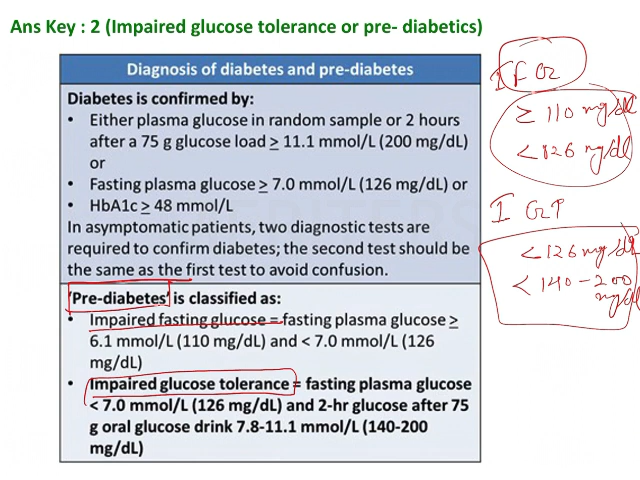 Ans Key : 2 (Impaired glucose tolerance or pre- diabetics)
Diagnosis of diabetes and pre-diabetes
Diabetes is confirmed by:
• Either plasma glucose in random sample or 2 hours
after a 75 g glucose load ≥ 11.1 mmol/L (200 mg/dL)
or
• Fasting plasma glucose ≥ 7.0 mmol/L (126 mg/dL) or
• HbA1c ≥ 48 mmol/L
In asymptomatic patients, two diagnostic tests are
required to confirm diabetes; the second test should be
the same as the first test to avoid confusion.
'Pre-diabetes' is classified as:
• Impaired fasting glucose = fasting plasma glucose ≥
6.1 mmol/L (110 mg/dL) and < 7.0 mmol/L (126
mg/dL)
• Impaired glucose tolerance = fasting plasma glucose
< 7.0 mmol/L (126 mg/dL) and 2-hr glucose after 75
g oral glucose drink 7.8-11.1 mmol/L (140-200
mg/dL)
IFG
≥ 110 mg/dl
< 126 mg/dl
IGT
< 126 mg/dl
< 140 - 200
mg/dl